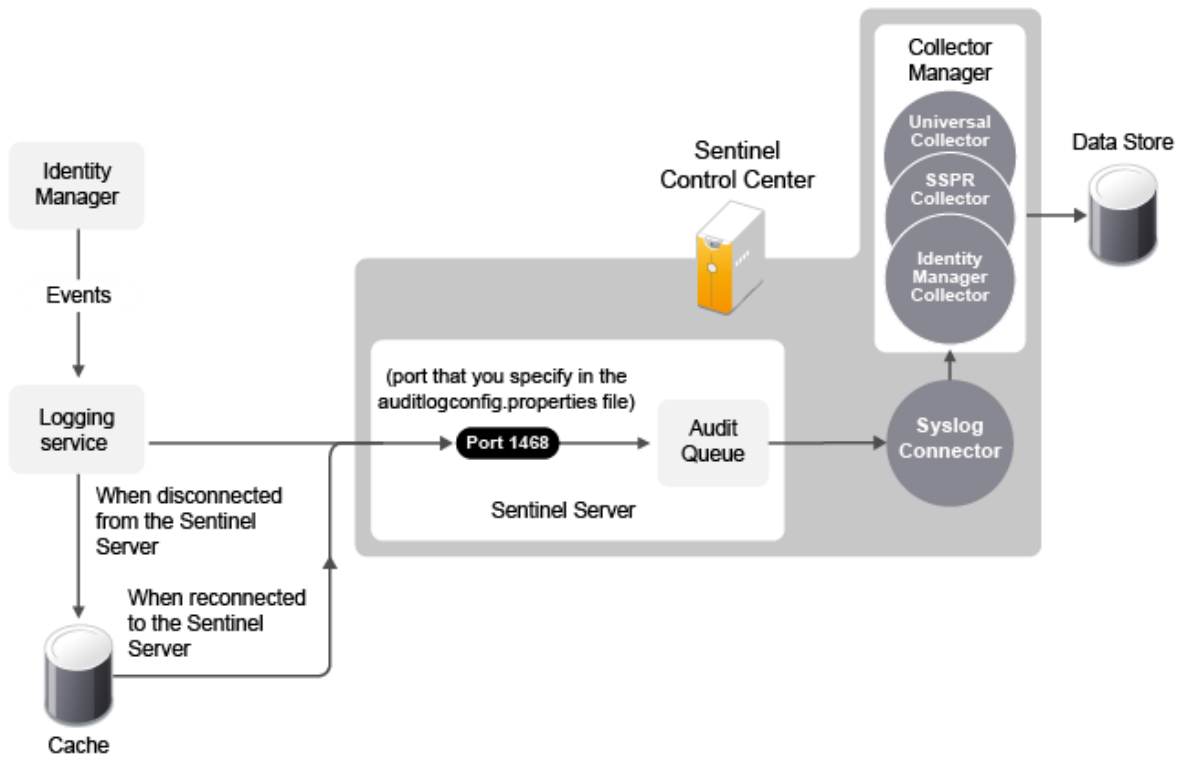 Collector
Manager
Universal
Collector
SSPR
Collector
Identity
Manager
Collector
Data Store
Sentinel
Control Center
Identity
Manager
Events
Logging
service
(port that you specify in the
auditlogconfig.properties file)
Port 1468
Audit
Queue
Syslog
Connector
Sentinel Server
When disconnected
from the Sentinel
Server
When reconnected
to the Sentinel
Server
Cache